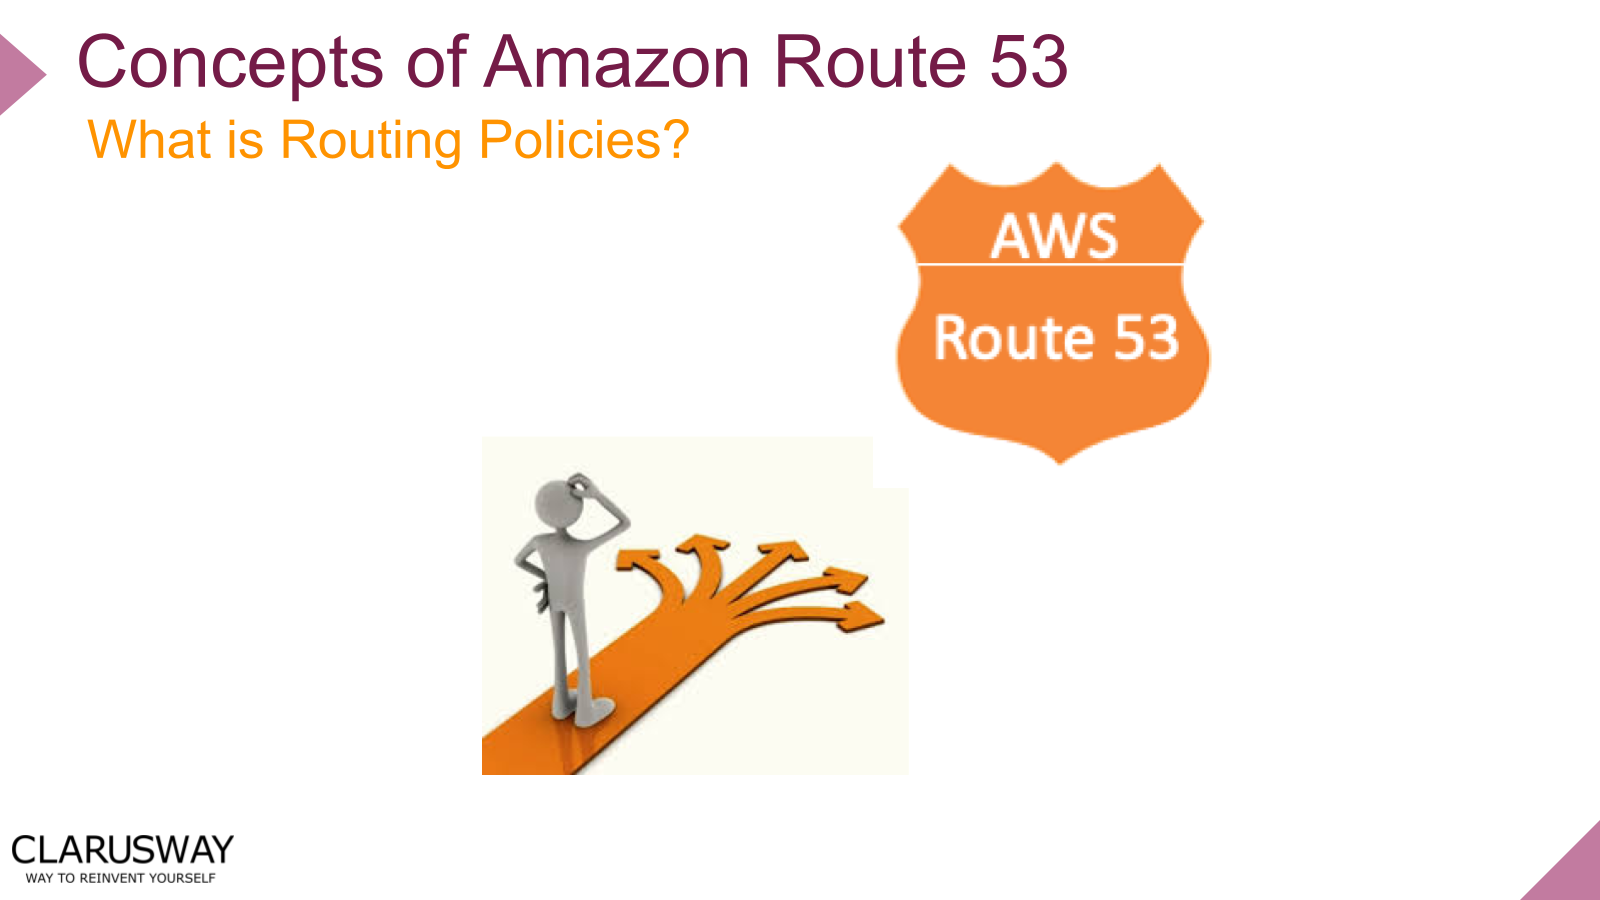 Concepts of Amazon Route 53
What is Routing Policies?
AWS
Route 53
CLARUSWAY
WAY TO REINVENT YOURSELF